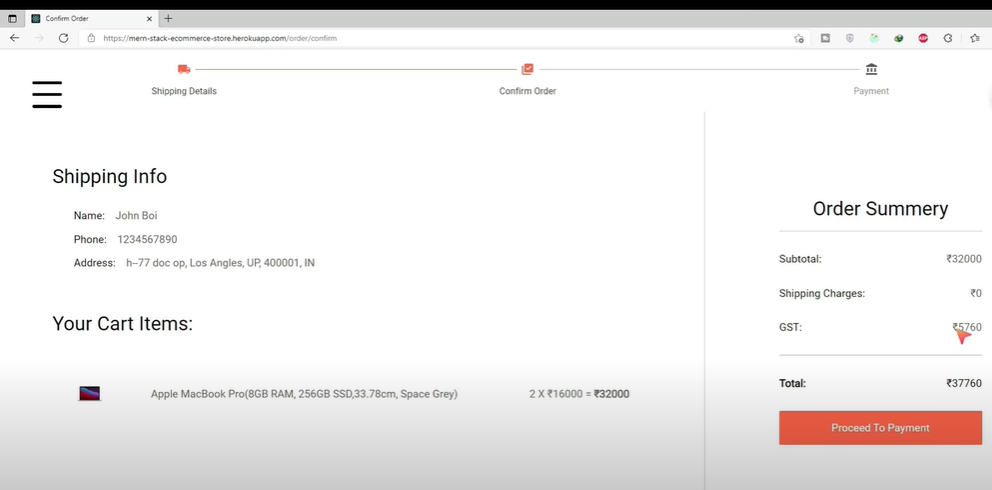 Confirm Order
https://mern-stack-ecommerce-store.herokuapp.com/order/confirm
Shipping Details
Confirm Order
Payment
Shipping Info
Name: John Boi
Phone: 1234567890
Address: h--77 doc op, Los Angles, UP, 400001, IN
Your Cart Items:
Apple MacBook Pro(8GB RAM, 256GB SSD,33.78cm, Space Grey) 2 X ₹16000 = ₹32000
Order Summery
Subtotal: ₹32000
Shipping Charges: ₹0
GST: ₹5760
Total: ₹37760
Proceed To Payment